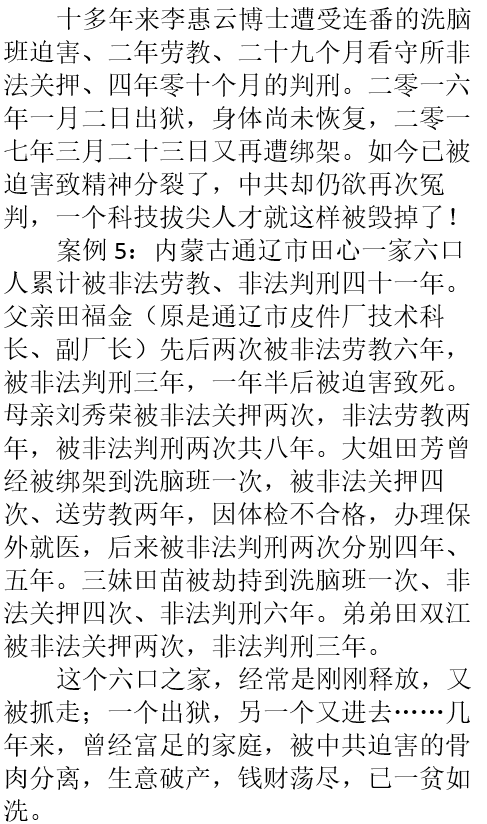 十多年来李惠云博士遭受连番的洗脑
班迫害、二年劳教、二十九个月看守所非
法关押、四年零十个月的判刑。二零一六
年一月二日出狱，身体尚未恢复，二零一
七年三月二十三日又再遭绑架。如今已被
迫害致精神分裂了，中共却仍欲再次冤
判，一个科技拔尖人才就这样被毁掉了！
案例 5：内蒙古通辽市田心一家六口
人累计被非法劳教、非法判刑四十一年。
父亲田福金（原是通辽市皮件厂技术科
长、副厂长）先后两次被非法劳教六年，
被非法判刑三年，一年半后被迫害致死。
母亲刘秀荣被非法关押两次，非法劳教两
年，被非法判刑两次共八年。大姐田芳曾
经被绑架到洗脑班一次，被非法关押四
次、送劳教两年，因体检不合格，办理保
外就医，后来被非法判刑两次分别四年、
五年。三妹田苗被劫持到洗脑班一次、非
法关押四次、非法判刑六年。弟弟田双江
被非法关押两次，非法判刑三年。
这个六口之家，经常是刚刚释放，又
被抓走；一个出狱，另一个又进去……几
年来，曾经富足的家庭，被中共迫害的骨
肉分离，生意破产，钱财荡尽，已一贫如
洗。